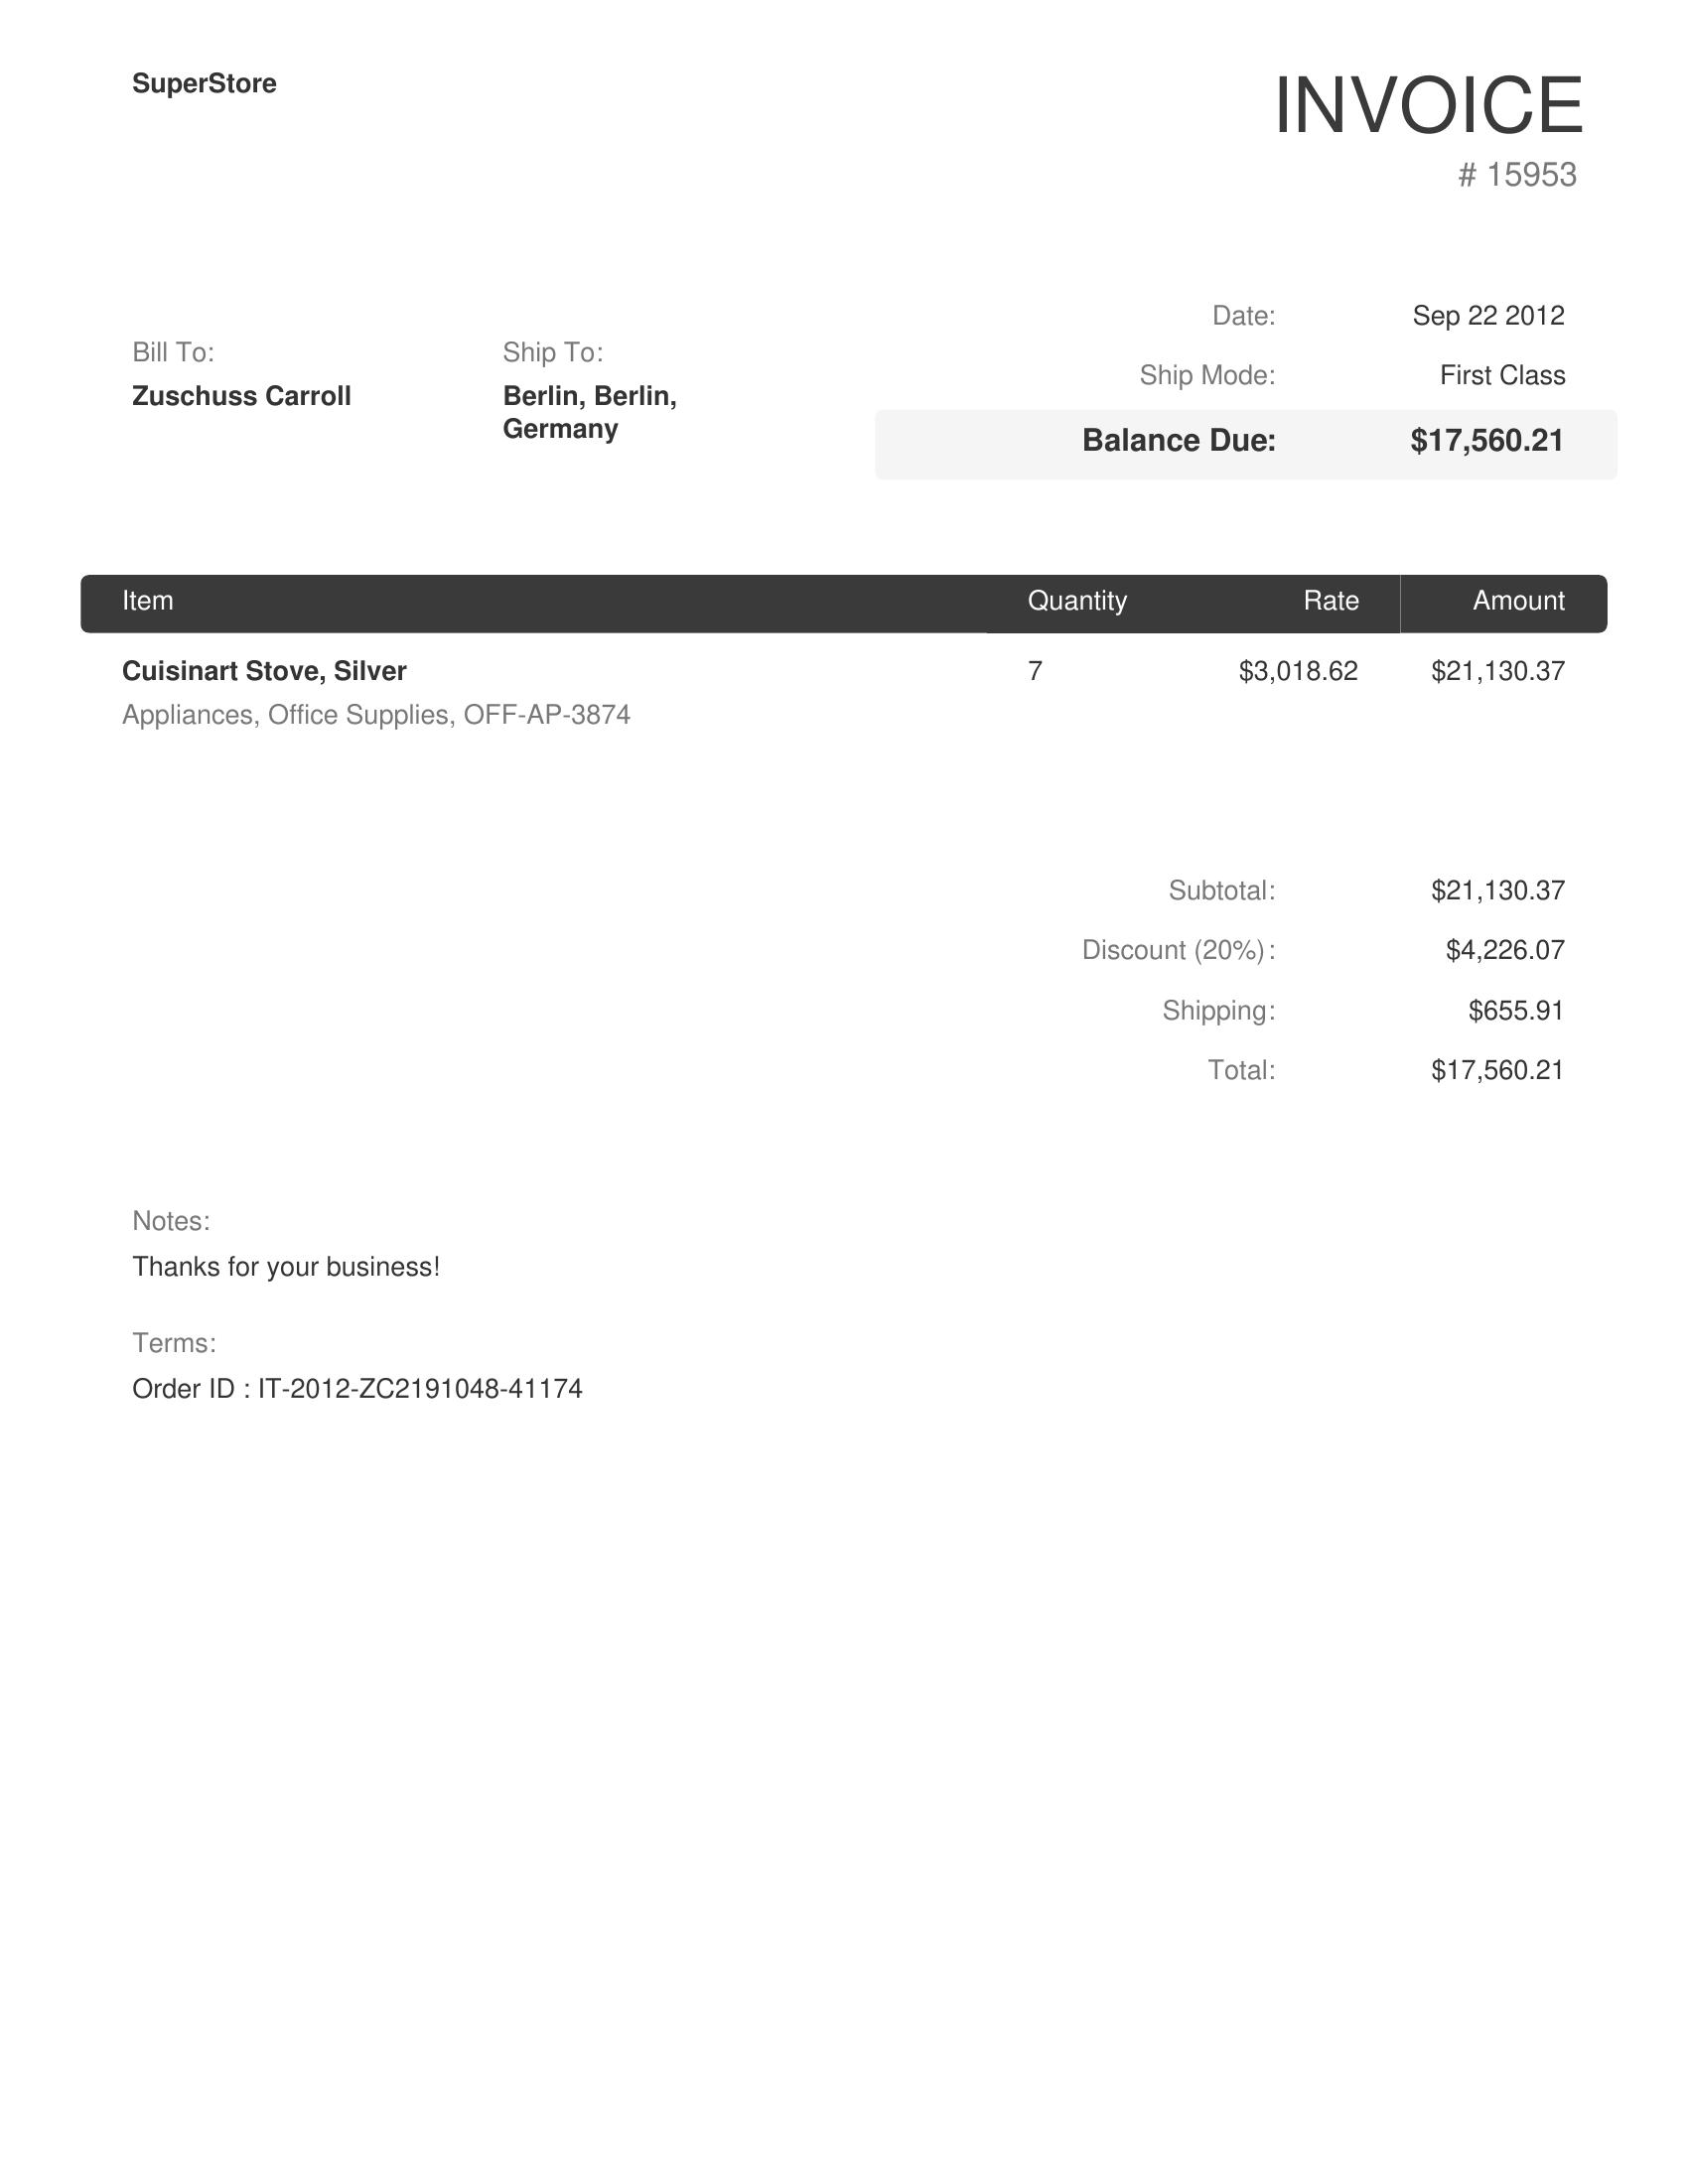 SuperStore
INVOICE
# 15953
Date: Sep 22 2012
Ship Mode: First Class
Balance Due: $17,560.21
Bill To:
Zuschuss Carroll
Ship To:
Berlin, Berlin,
Germany
Item Quantity Rate Amount
Cuisinart Stove, Silver 7 $3,018.62 $21,130.37
Appliances, Office Supplies, OFF-AP-3874
Subtotal: $21,130.37
Discount (20%): $4,226.07
Shipping: $655.91
Total: $17,560.21
Notes:
Thanks for your business!
Terms:
Order ID : IT-2012-ZC2191048-41174